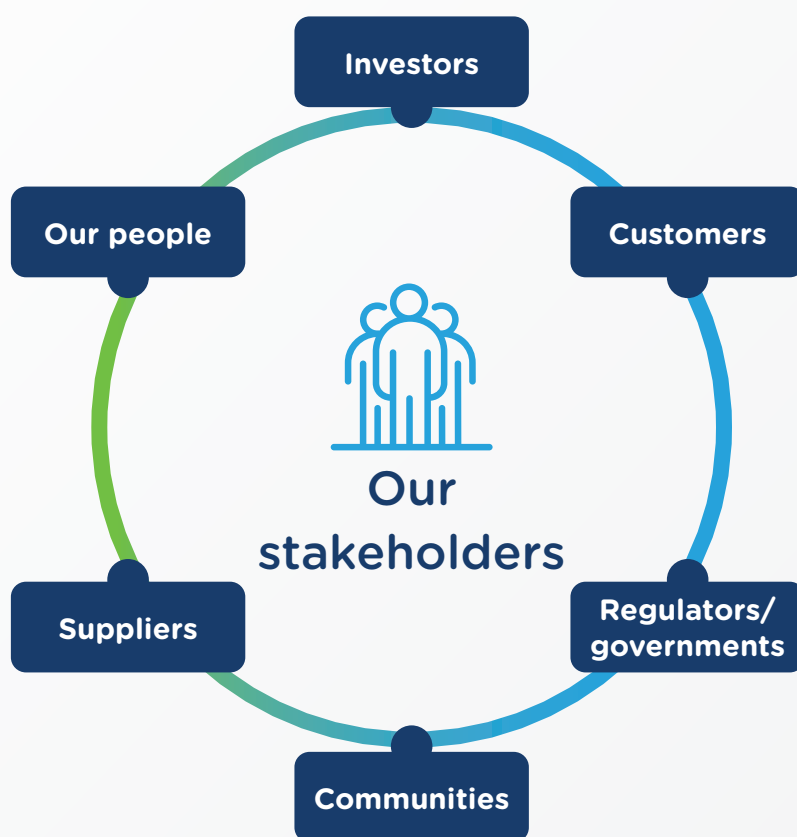 Investors
Our people
Customers
Our
stakeholders
Suppliers
Regulators/
governments
Communities